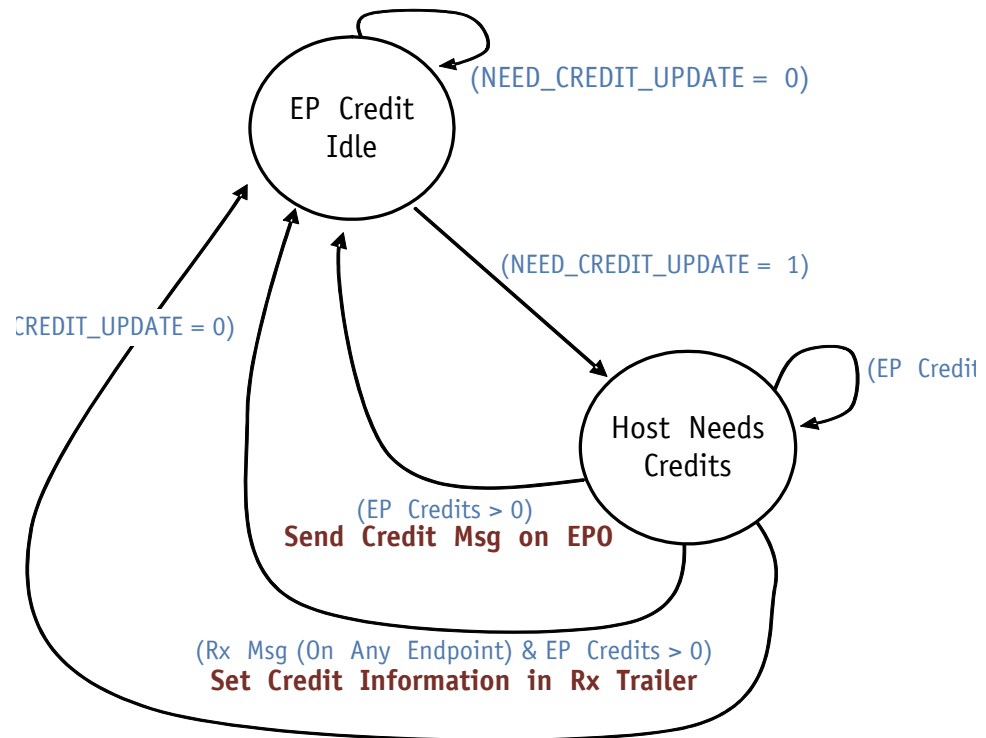 (NEED_CREDIT_UPDATE = 0)
EP Credit
Idle
(NEED_CREDIT_UPDATE = 1)
CREDIT_UPDATE = 0)
(EP Credit
Host Needs
Credits
(EP Credits > 0)
Send Credit Msg on EPO
(Rx Msg (On Any Endpoint) & EP Credits > 0)
Set Credit Information in Rx Trailer